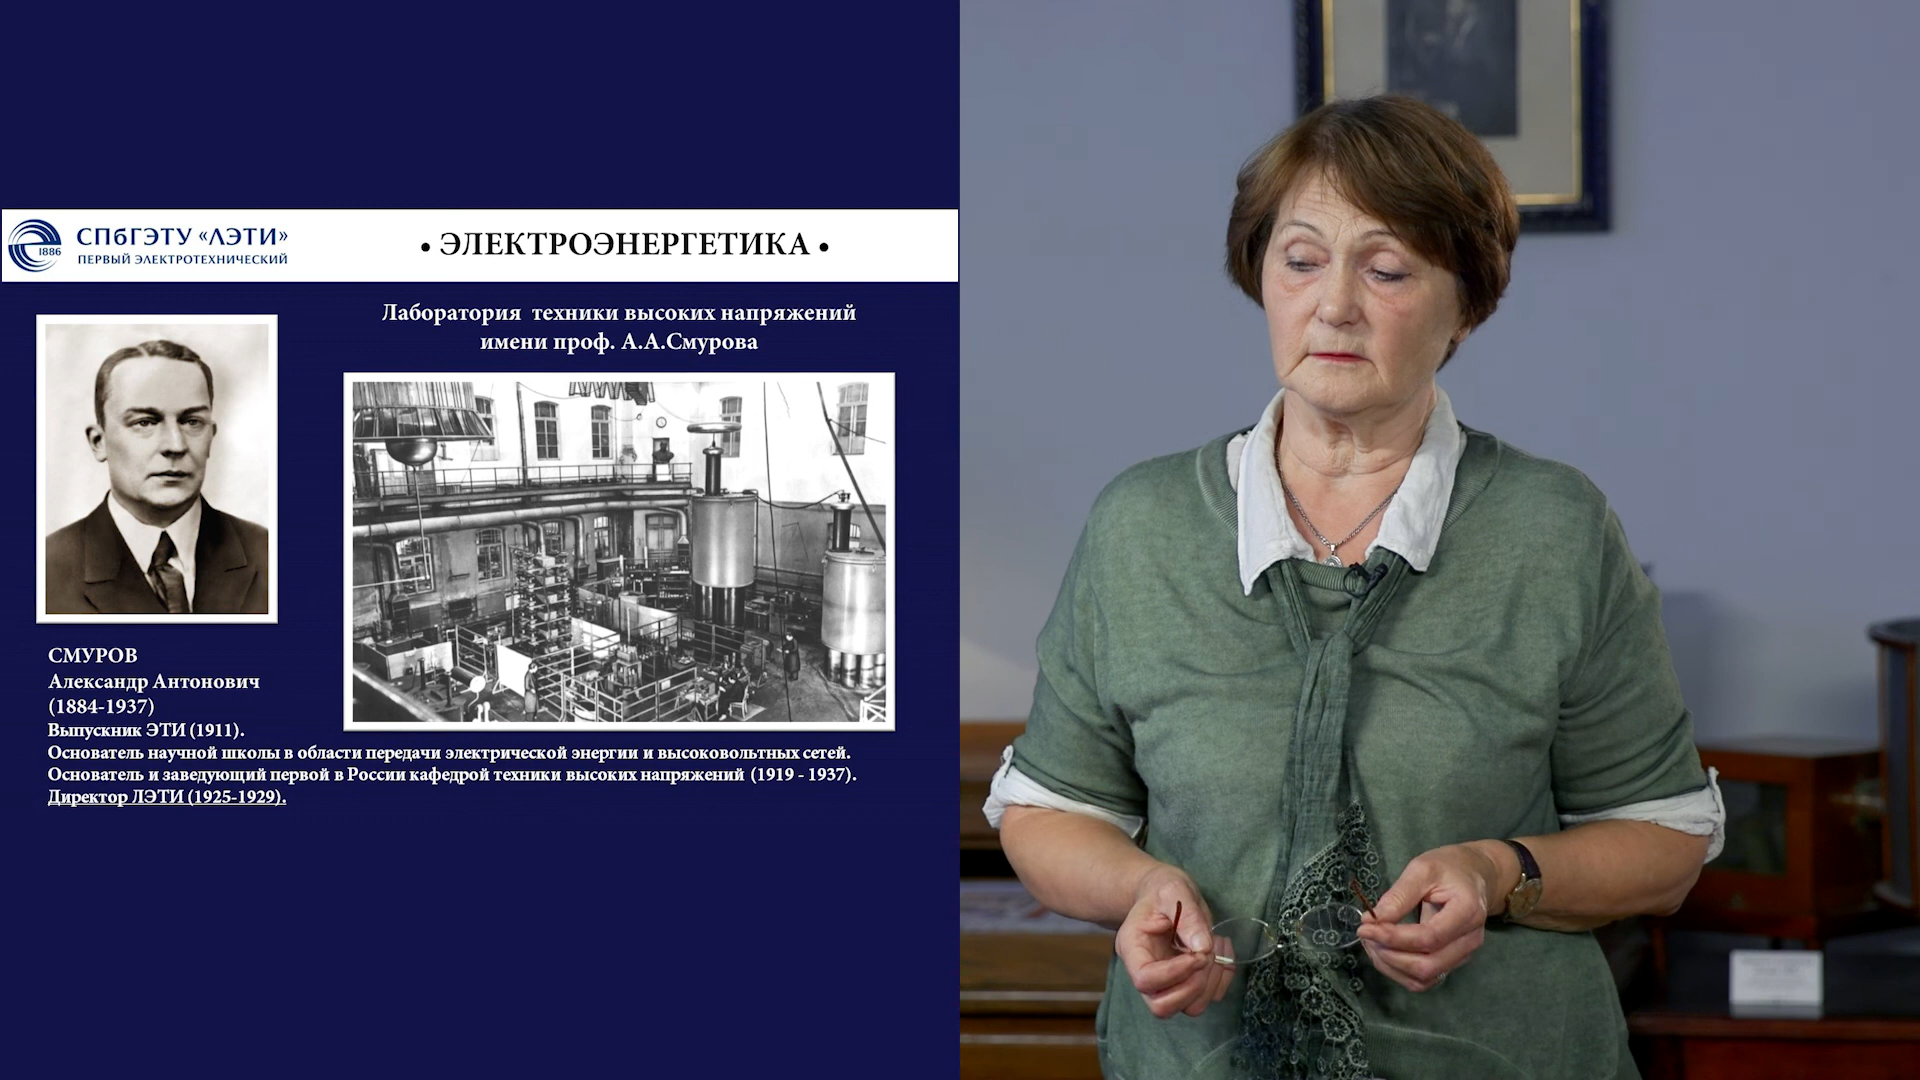 СПбГЭТУ «ЛЭТИ»
ПЕРВЫЙ ЭЛЕКТРОТЕХНИЧЕСКИЙ
1886
• ЭЛЕКТРОЭНЕРГЕТИКА •
Лаборатория техники высоких напряжений
имени проф. А.А.Смурова
СМУРОВ
Александр Антонович
(1884-1937)
Выпускник ЭТИ (1911).
Основатель научной школы в области передачи электрической энергии и высоковольтных сетей.
Основатель и заведующий первой в России кафедрой техники высоких напряжений (1919 - 1937).
Директор ЛЭТИ (1925-1929).